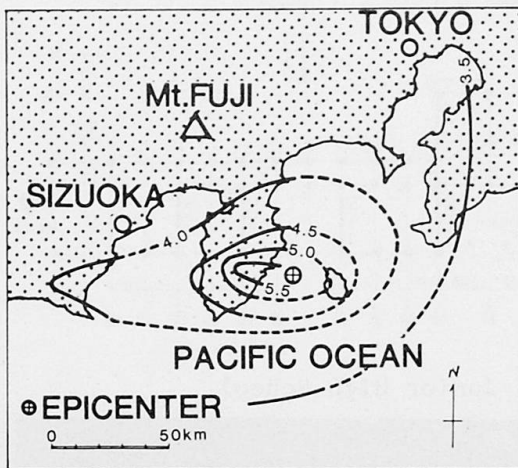 TOKYO
3.5
Mt.FUJI
SIZUOKA
4.0
4.5
5.0
5.5
PACIFIC OCEAN
EPICENTER
N
0 50km